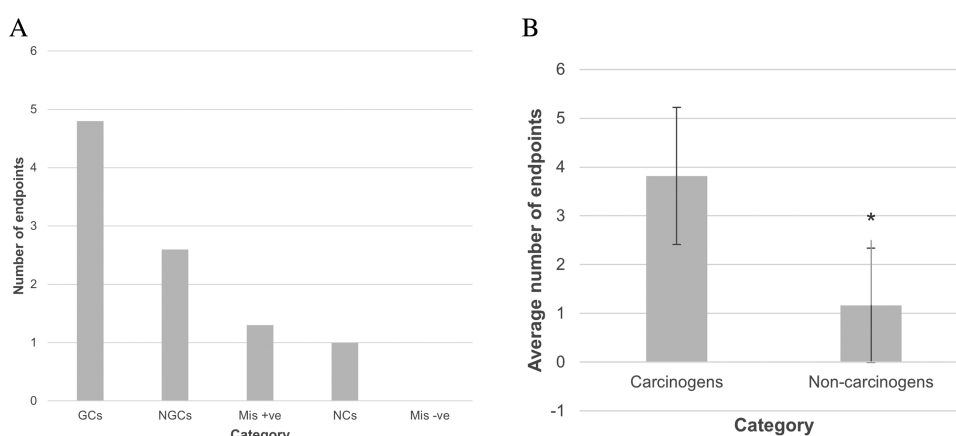 A
6
5
4
3
2
1
0
Number of endpoints
GCs NGCs Mis +ve NCs Mis -ve
Category
B
6
5
4
3
2
1
0
-1
Average number of endpoints
*
Carcinogens Non-carcinogens
Category